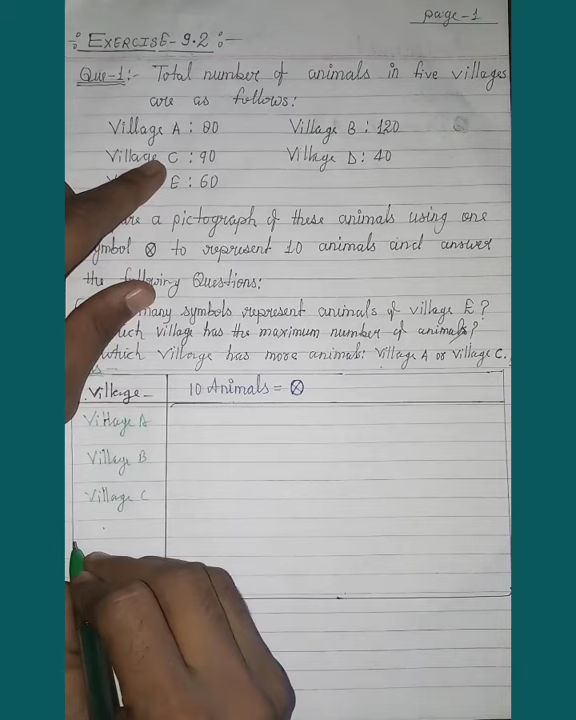 page-1
÷ EXERCISE-9.2 :-
Que-1:- Total number of animals in five villages
are as follows:
Village A : 80 Village B : 120
Village C : 90 Village D : 40
E : 60
a pictograph of these animals using one
symbol ⊗ to represent 10 animals and answer
the following Questions:
many symbols represent animals of village E?
which village has the maximum number of animals?
which village has more animals: Village A or Village C.
Village 10 Animals = ⊗
Village A
Village B
Village C